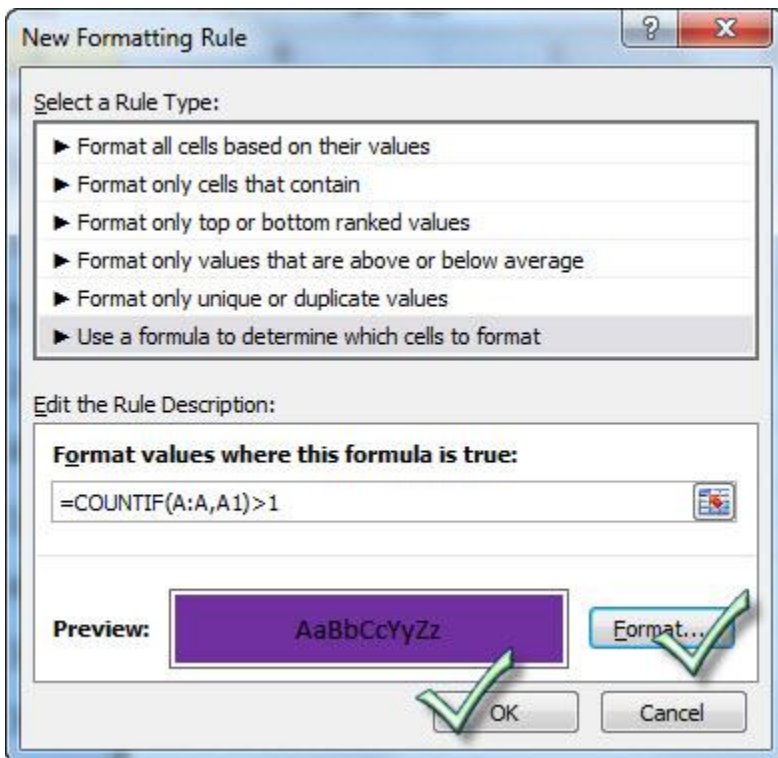 New Formatting Rule
?
X
Select a Rule Type:
► Format all cells based on their values
► Format only cells that contain
► Format only top or bottom ranked values
► Format only values that are above or below average
► Format only unique or duplicate values
► Use a formula to determine which cells to format
Edit the Rule Description:
Format values where this formula is true:
=COUNTIF(A:A,A1)>1
Preview: AaBbCcYyZz Format...
OK Cancel